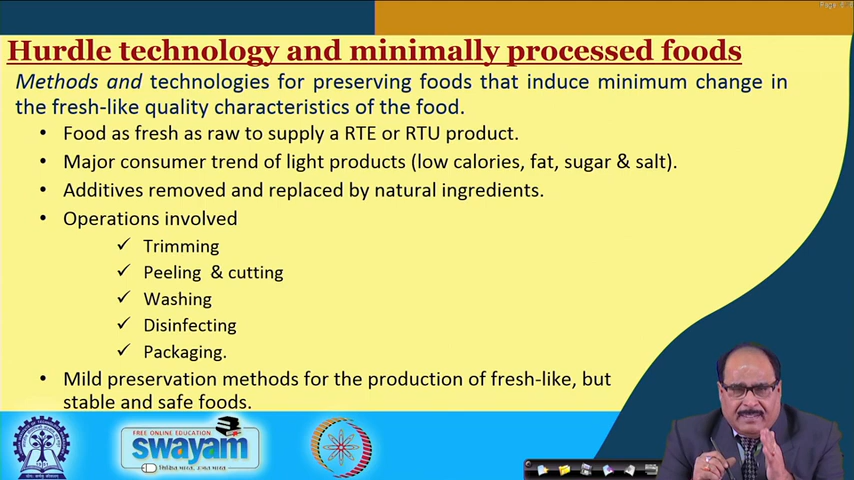 Hurdle technology and minimally processed foods
Methods and technologies for preserving foods that induce minimum change in
the fresh-like quality characteristics of the food.
• Food as fresh as raw to supply a RTE or RTU product.
• Major consumer trend of light products (low calories, fat, sugar & salt).
• Additives removed and replaced by natural ingredients.
• Operations involved
✓ Trimming
✓ Peeling & cutting
✓ Washing
✓ Disinfecting
✓ Packaging.
• Mild preservation methods for the production of fresh-like, but
stable and safe foods.
FREE ONLINE EDUCATION
swayam